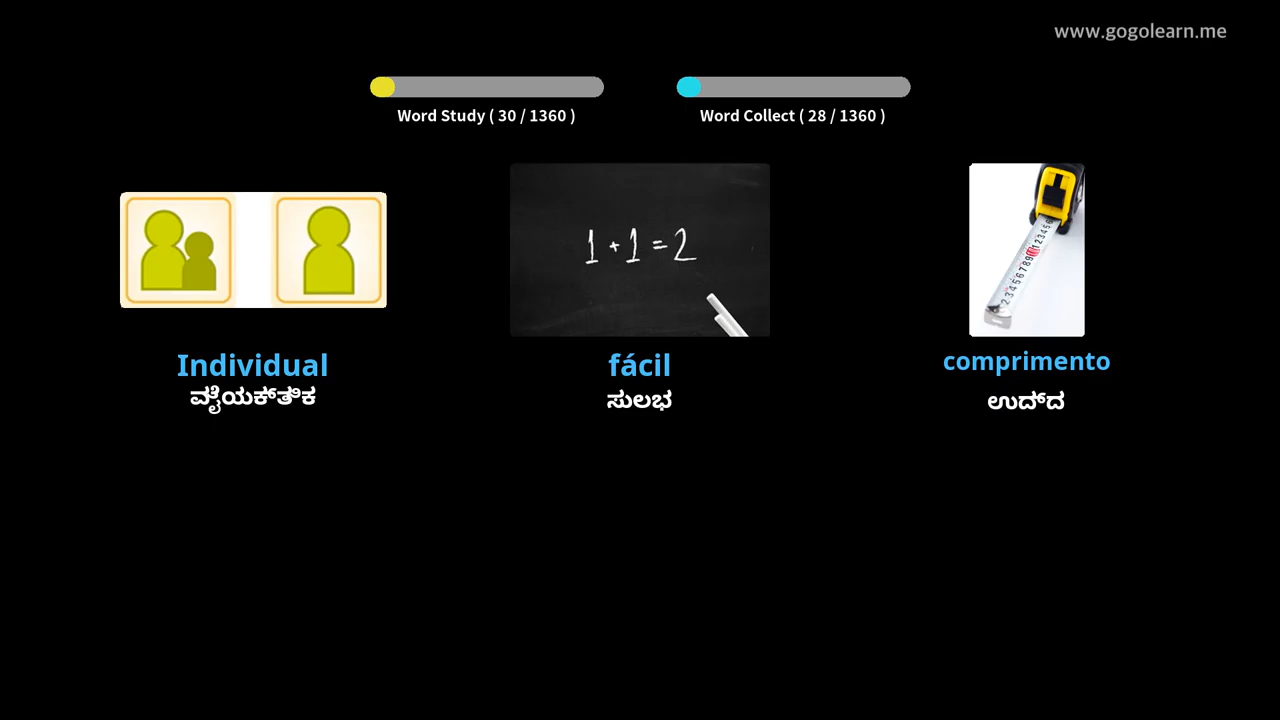 www.gogolearn.me
Word Study ( 30 / 1360 )
Word Collect ( 28 / 1360 )
1 + 1 = 2
Individual
ವೈಯಕ್ತಿಕ
fácil
ಸುಲಭ
comprimento
ಉದ್ದ